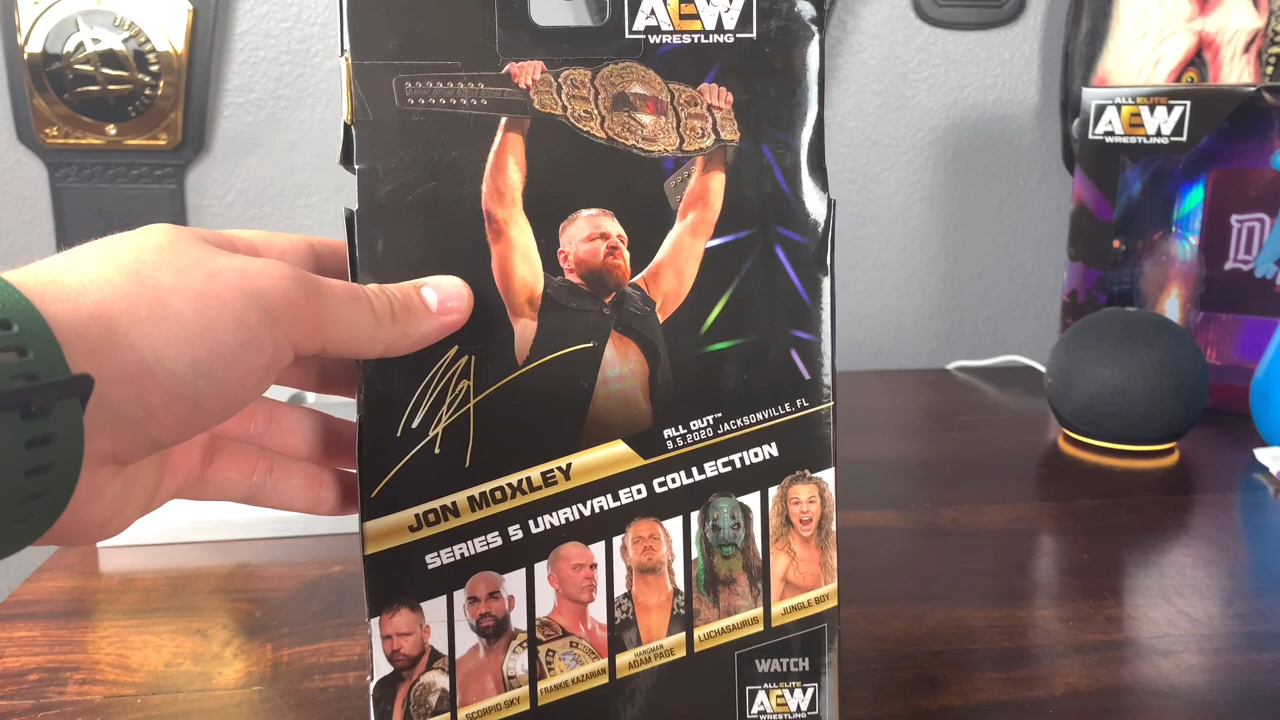 AEW
WRESTLING
ALL ELITE
AEW
WRESTLING
D
ALL OUT™
9.5.2020 JACKSONVILLE, FL
JON MOXLEY
SERIES 5 UNRIVALED COLLECTION
SCORPIO SKY
FRANKIE KAZARIAN
HANGMAN
ADAM PAGE
LUCHASAURUS
JUNGLE BOY
WATCH
ALL ELITE
AEW
WRESTLING